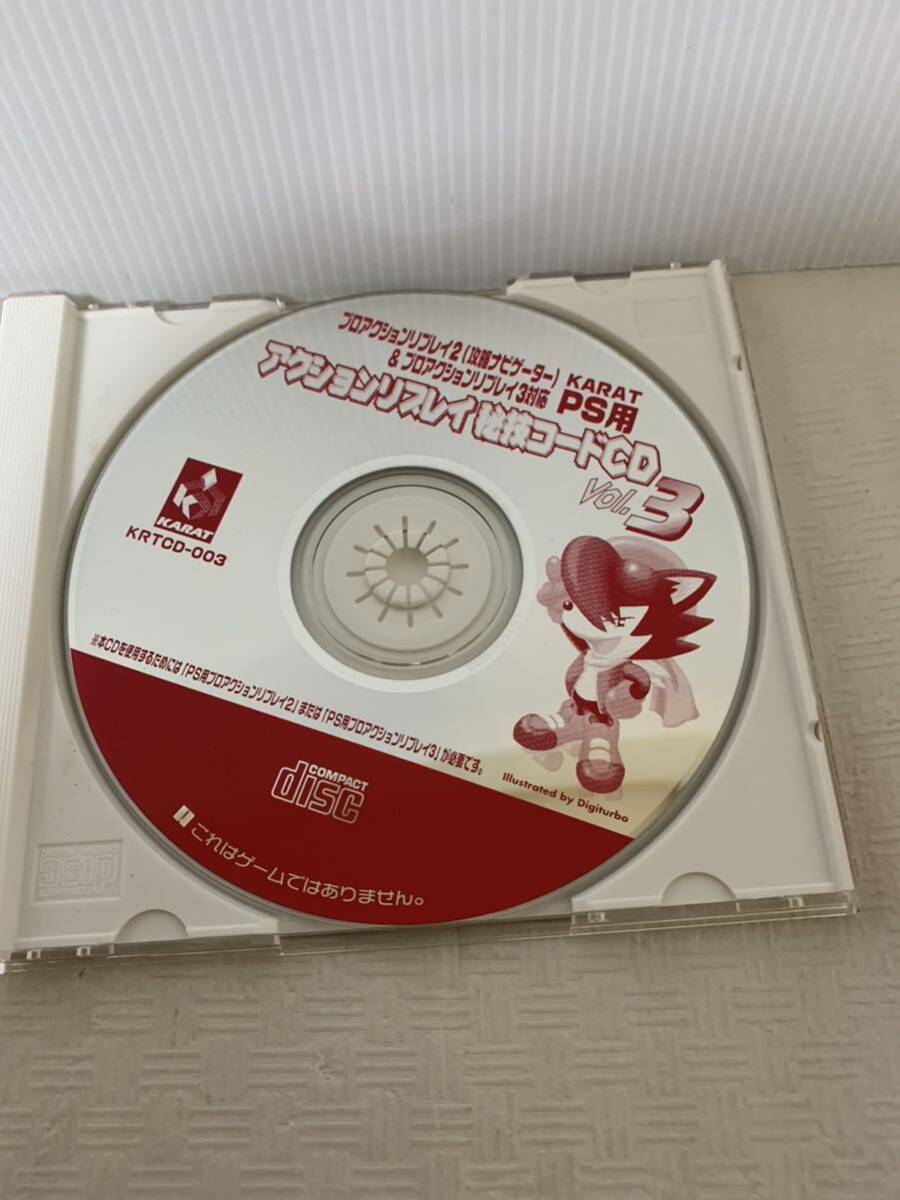 プロアクションリプレイ2(攻略ナビゲーター)
&プロアクションリプレイ3対応
KARAT
PS用
アクションリプレイ 秘技コードCD
Vol.3
K
KARAT
KRTCD-003
※本CDを使用するためには「PS用プロアクションリプレイ2」または「PS用プロアクションリプレイ3」が必要です。
Illustrated by Digiturbo
COMPACT
disc
! これはゲームではありません。